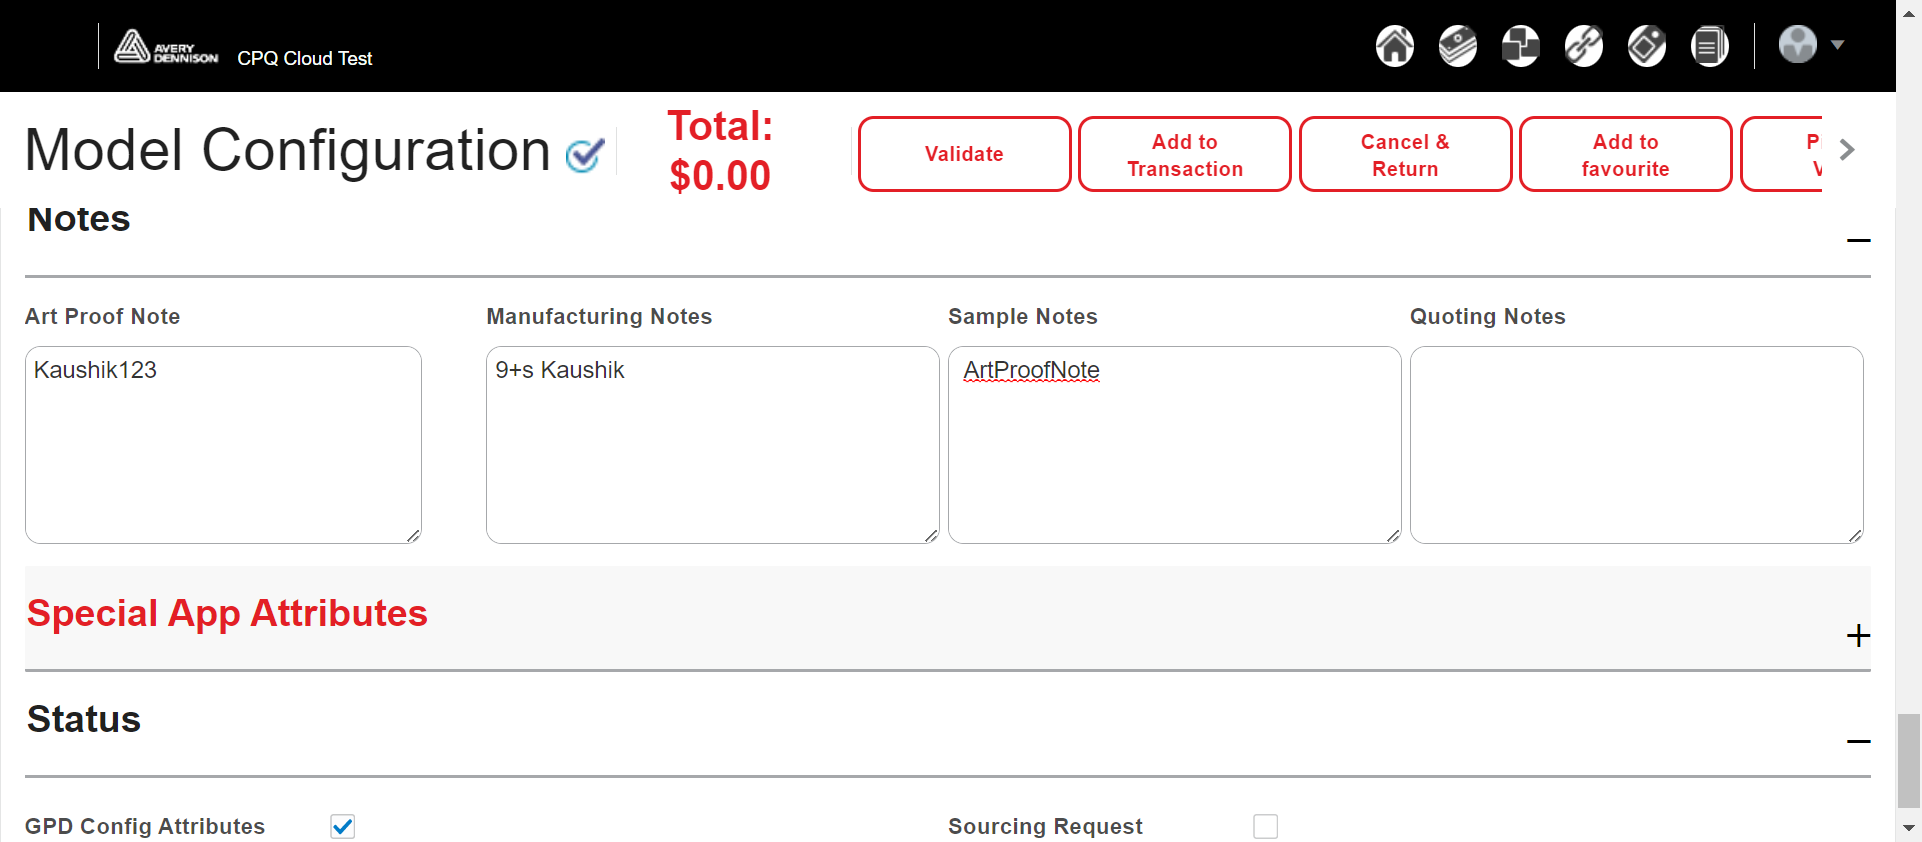 AVERY
DENNISON
CPQ Cloud Test
Model Configuration
Total:
$0.00
Validate
Add to
Transaction
Cancel &
Return
Add to
favourite
Notes
Art Proof Note
Manufacturing Notes
Sample Notes
Quoting Notes
Kaushik123
9+s Kaushik
ArtProofNote
Special App Attributes
Status
GPD Config Attributes
Sourcing Request